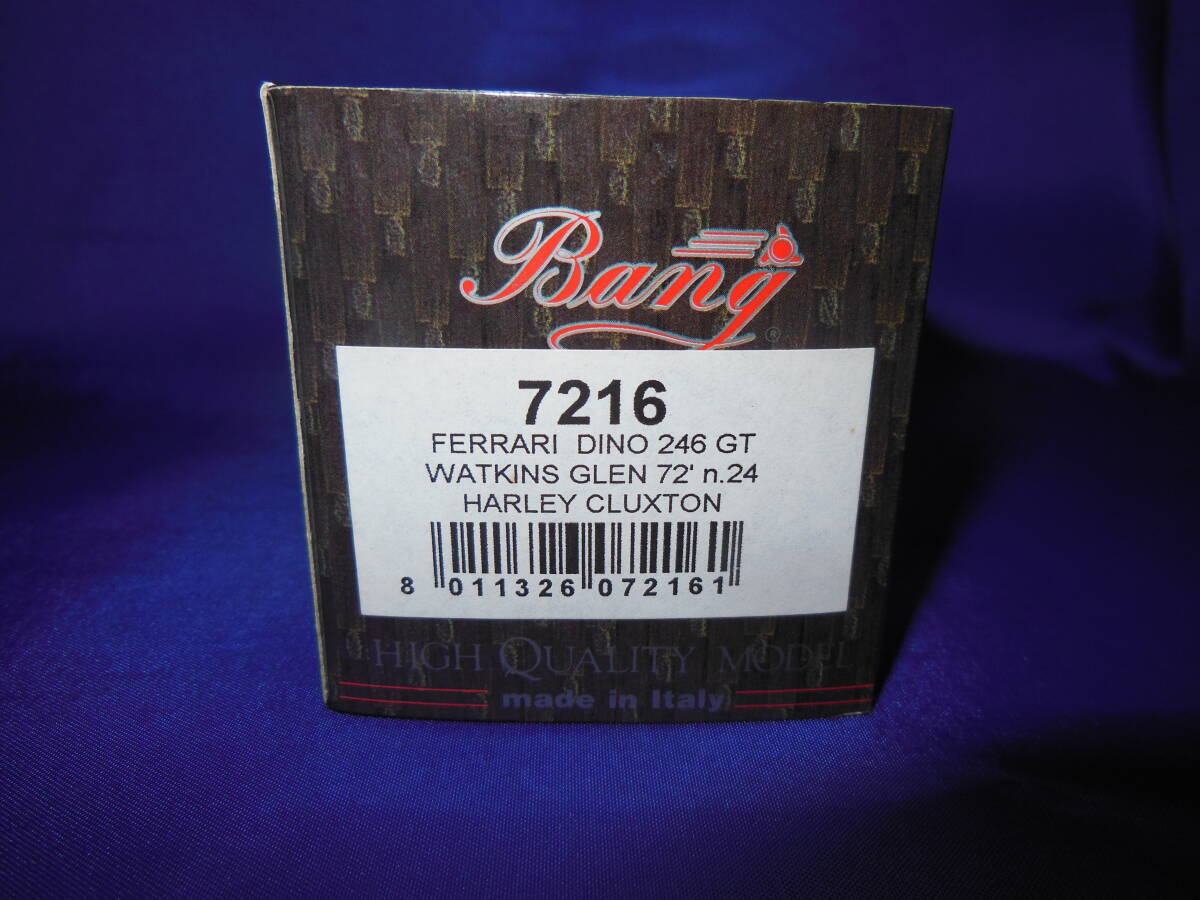 Bang ®
7216
FERRARI DINO 246 GT
WATKINS GLEN 72' n.24
HARLEY CLUXTON
8 011326 072161
HIGH QUALITY MODEL
made in Italy